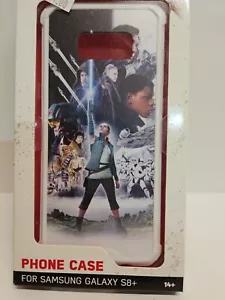 PHONE CASE
FOR SAMSUNG GALAXY S8+
14+